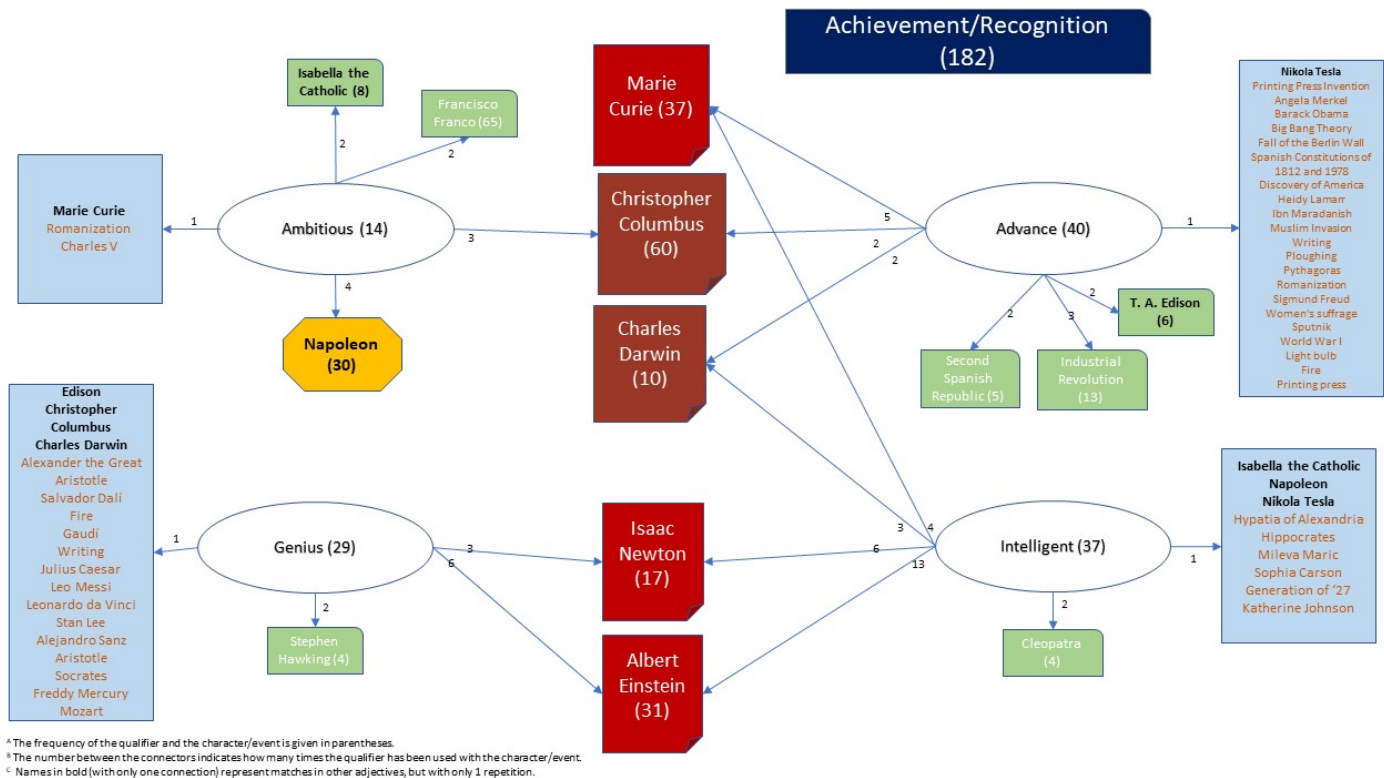 Achievement/Recognition
(182)
Isabella the
Catholic (8)
Francisco
Franco (65)
Marie
Curie (37)
Nikola Tesla
Printing Press Invention
Angela Merkel
Barack Obama
Big Bang Theory
Fall of the Berlin Wall
Spanish Constitutions of
1812 and 1978
Discovery of America
Heidy Lamarr
Ibn Maradanish
Muslim Invasion
Writing
Ploughing
Pythagoras
Romanization
Sigmund Freud
Women's suffrage
Sputnik
World War I
Light bulb
Fire
Printing press
2
2
Marie Curie
Romanization
Charles V
1
Ambitious (14)
3
4
Christopher
Columbus
(60)
5
2
2
Advance (40)
1
Napoleon
(30)
Charles
Darwin
(10)
2
3
2
T. A. Edison
(6)
Second
Spanish
Republic (5)
Industrial
Revolution
(13)
Edison
Christopher
Columbus
Charles Darwin
Alexander the Great
Aristotle
Salvador Dalí
Fire
Gaudí
Writing
Julius Caesar
Leo Messi
Leonardo da Vinci
Stan Lee
Alejandro Sanz
Aristotle
Socrates
Freddy Mercury
Mozart
1
Genius (29)
3
6
2
Stephen
Hawking (4)
Isaac
Newton
(17)
Albert
Einstein
(31)
3
4
6
13
Intelligent (37)
1
2
Cleopatra
(4)
Isabella the Catholic
Napoleon
Nikola Tesla
Hypatia of Alexandria
Hippocrates
Mileva Maric
Sophia Carson
Generation of ‘27
Katherine Johnson
A The frequency of the qualifier and the character/event is given in parentheses.
B The number between the connectors indicates how many times the qualifier has been used with the character/event.
C Names in bold (with only one connection) represent matches in other adjectives, but with only 1 repetition.